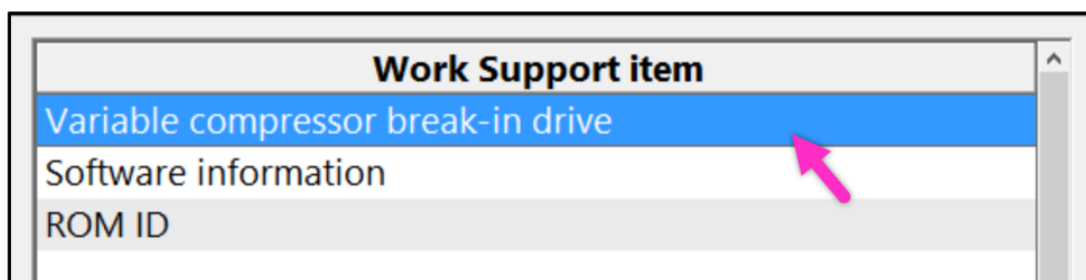 Work Support item
Variable compressor break-in drive
Software information
ROM ID